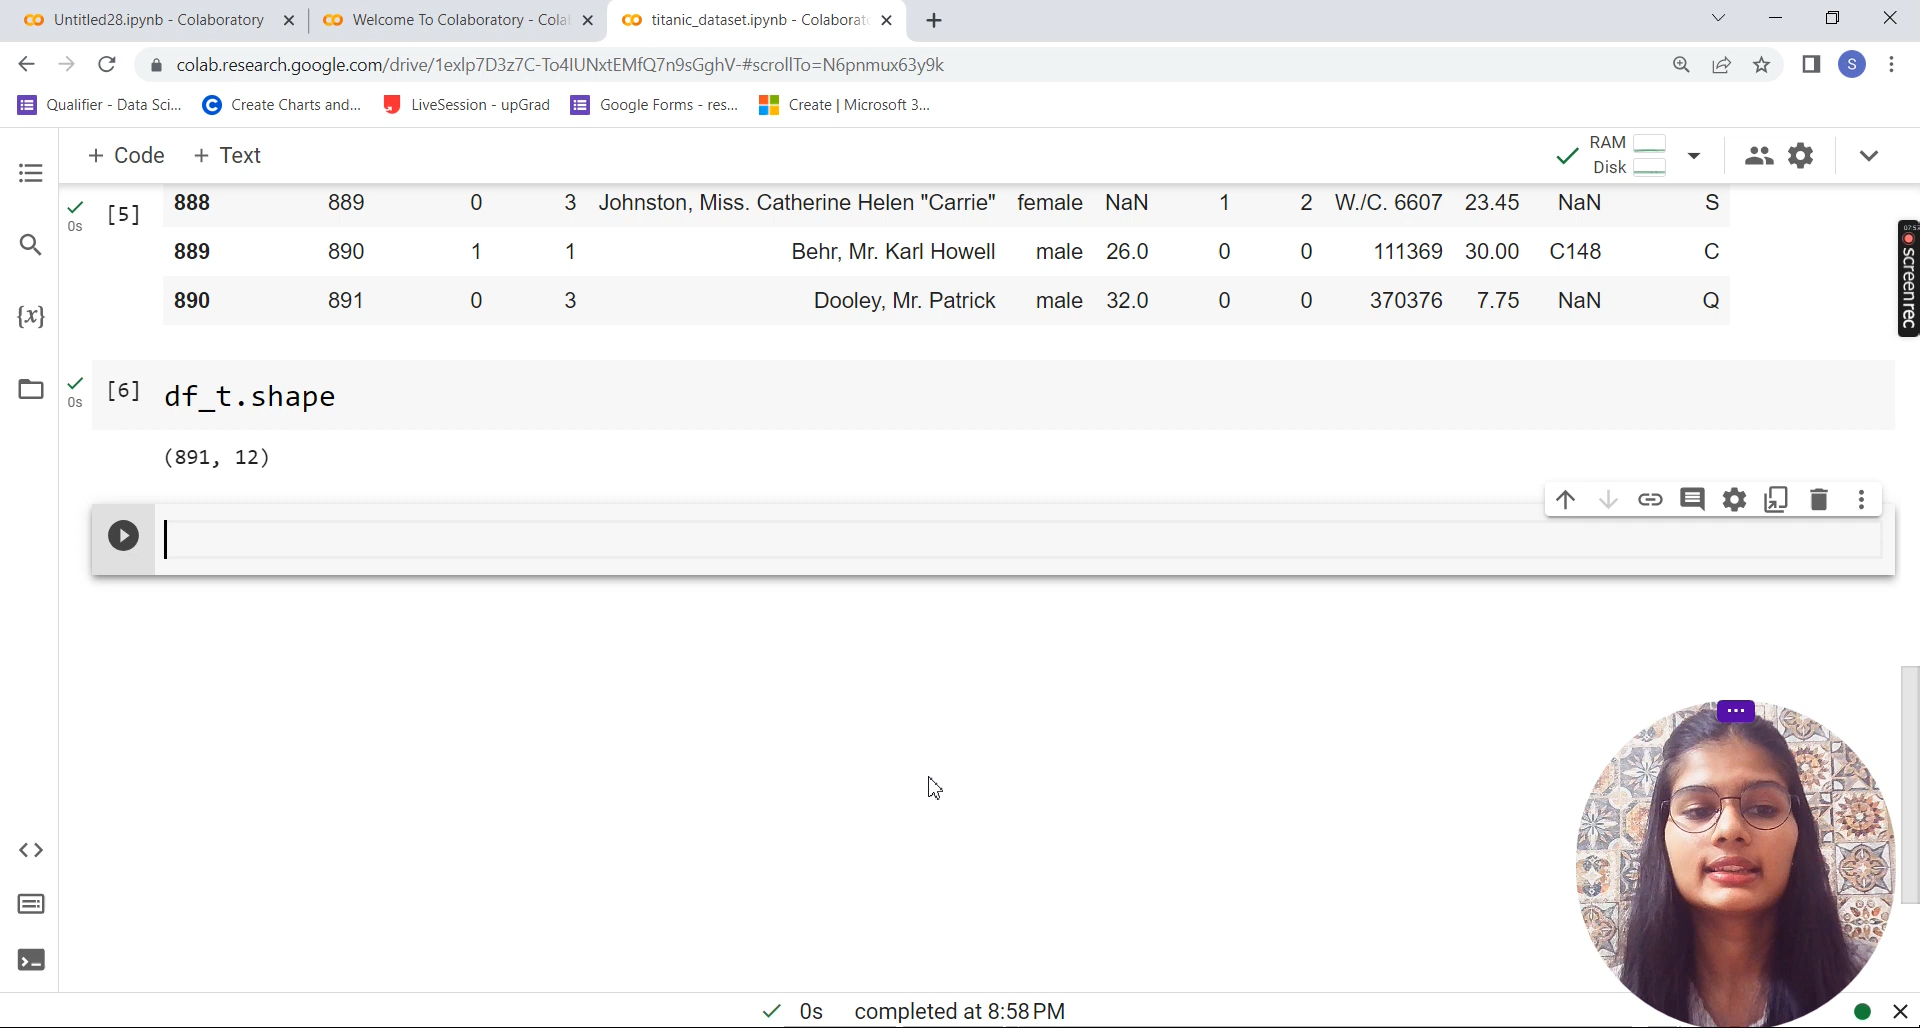 Untitled28.ipynb - Colaboratory
Welcome To Colaboratory - Cola
titanic_dataset.ipynb - Colaborat
colab.research.google.com/drive/1exlp7D3z7C-To4IUNxtEMfQ7n9sGghV-#scrollTo=N6pnmux63y9k
S
Qualifier - Data Sci...
Create Charts and...
LiveSession - upGrad
Google Forms - res...
Create | Microsoft 3...
+ Code + Text
RAM
Disk
[5] 888 889 0 3 Johnston, Miss. Catherine Helen "Carrie" female NaN 1 2 W./C. 6607 23.45 NaN S
0s
889 890 1 1 Behr, Mr. Karl Howell male 26.0 0 0 111369 30.00 C148 C
890 891 0 3 Dooley, Mr. Patrick male 32.0 0 0 370376 7.75 NaN Q
screenrec
{x}
[6] df_t.shape
0s
(891, 12)
0s completed at 8:58 PM